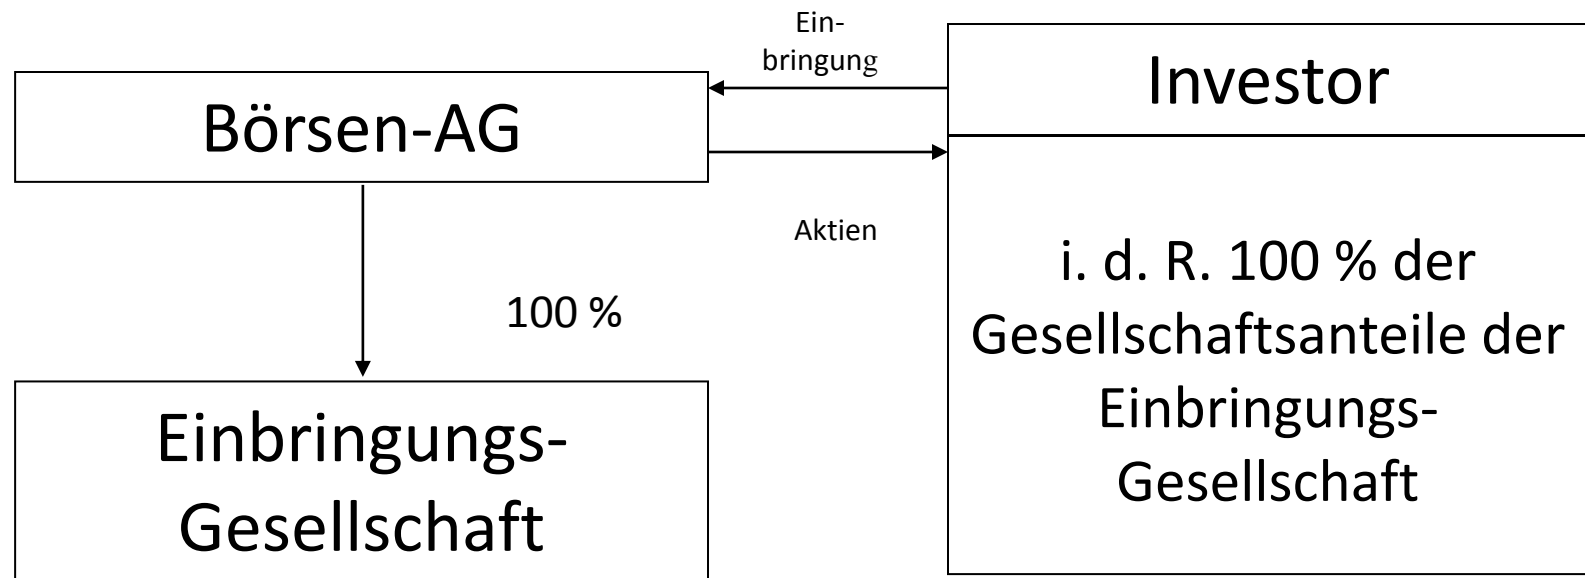 Ein-
bringung
Investor
Börsen-AG
Aktien
i. d. R. 100 % der
Gesellschaftsanteile der
Einbringungs-
Gesellschaft
100 %
Einbringungs-
Gesellschaft